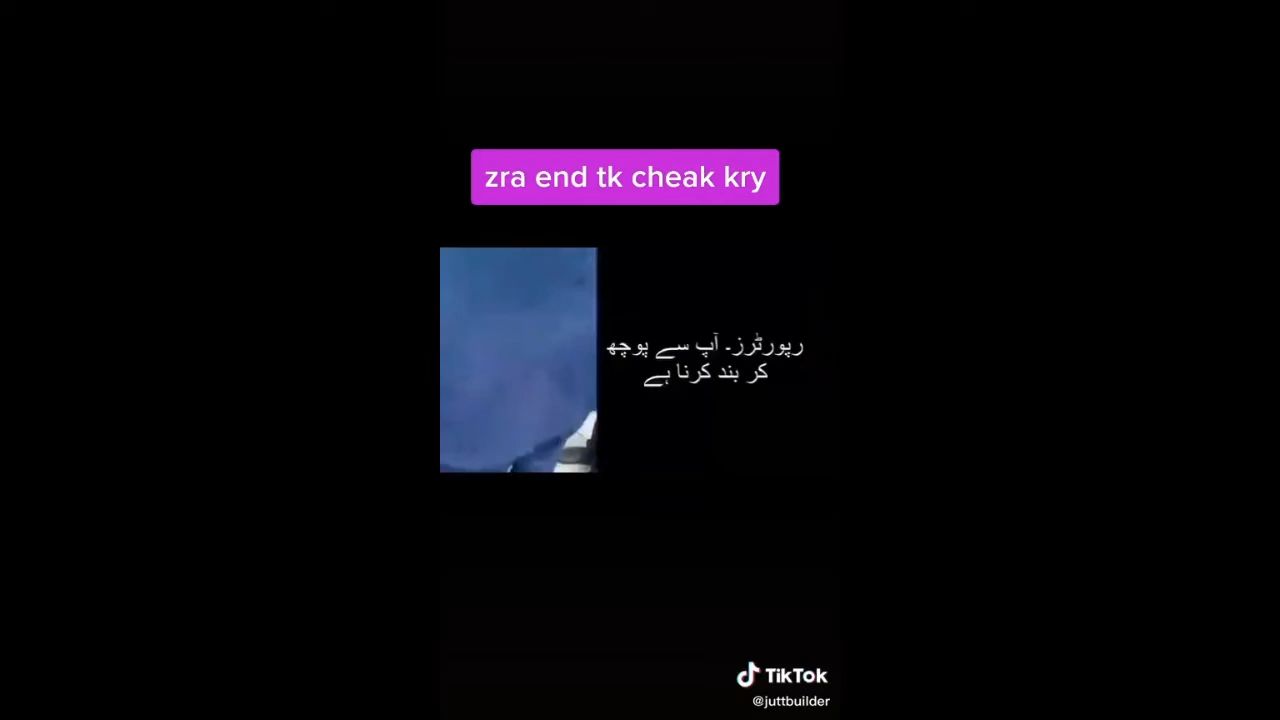 zra end tk cheak kry
رپورٹرز۔ آپ سے پوچھ
کر بند کرنا ہے
TikTok
@juttbuilder